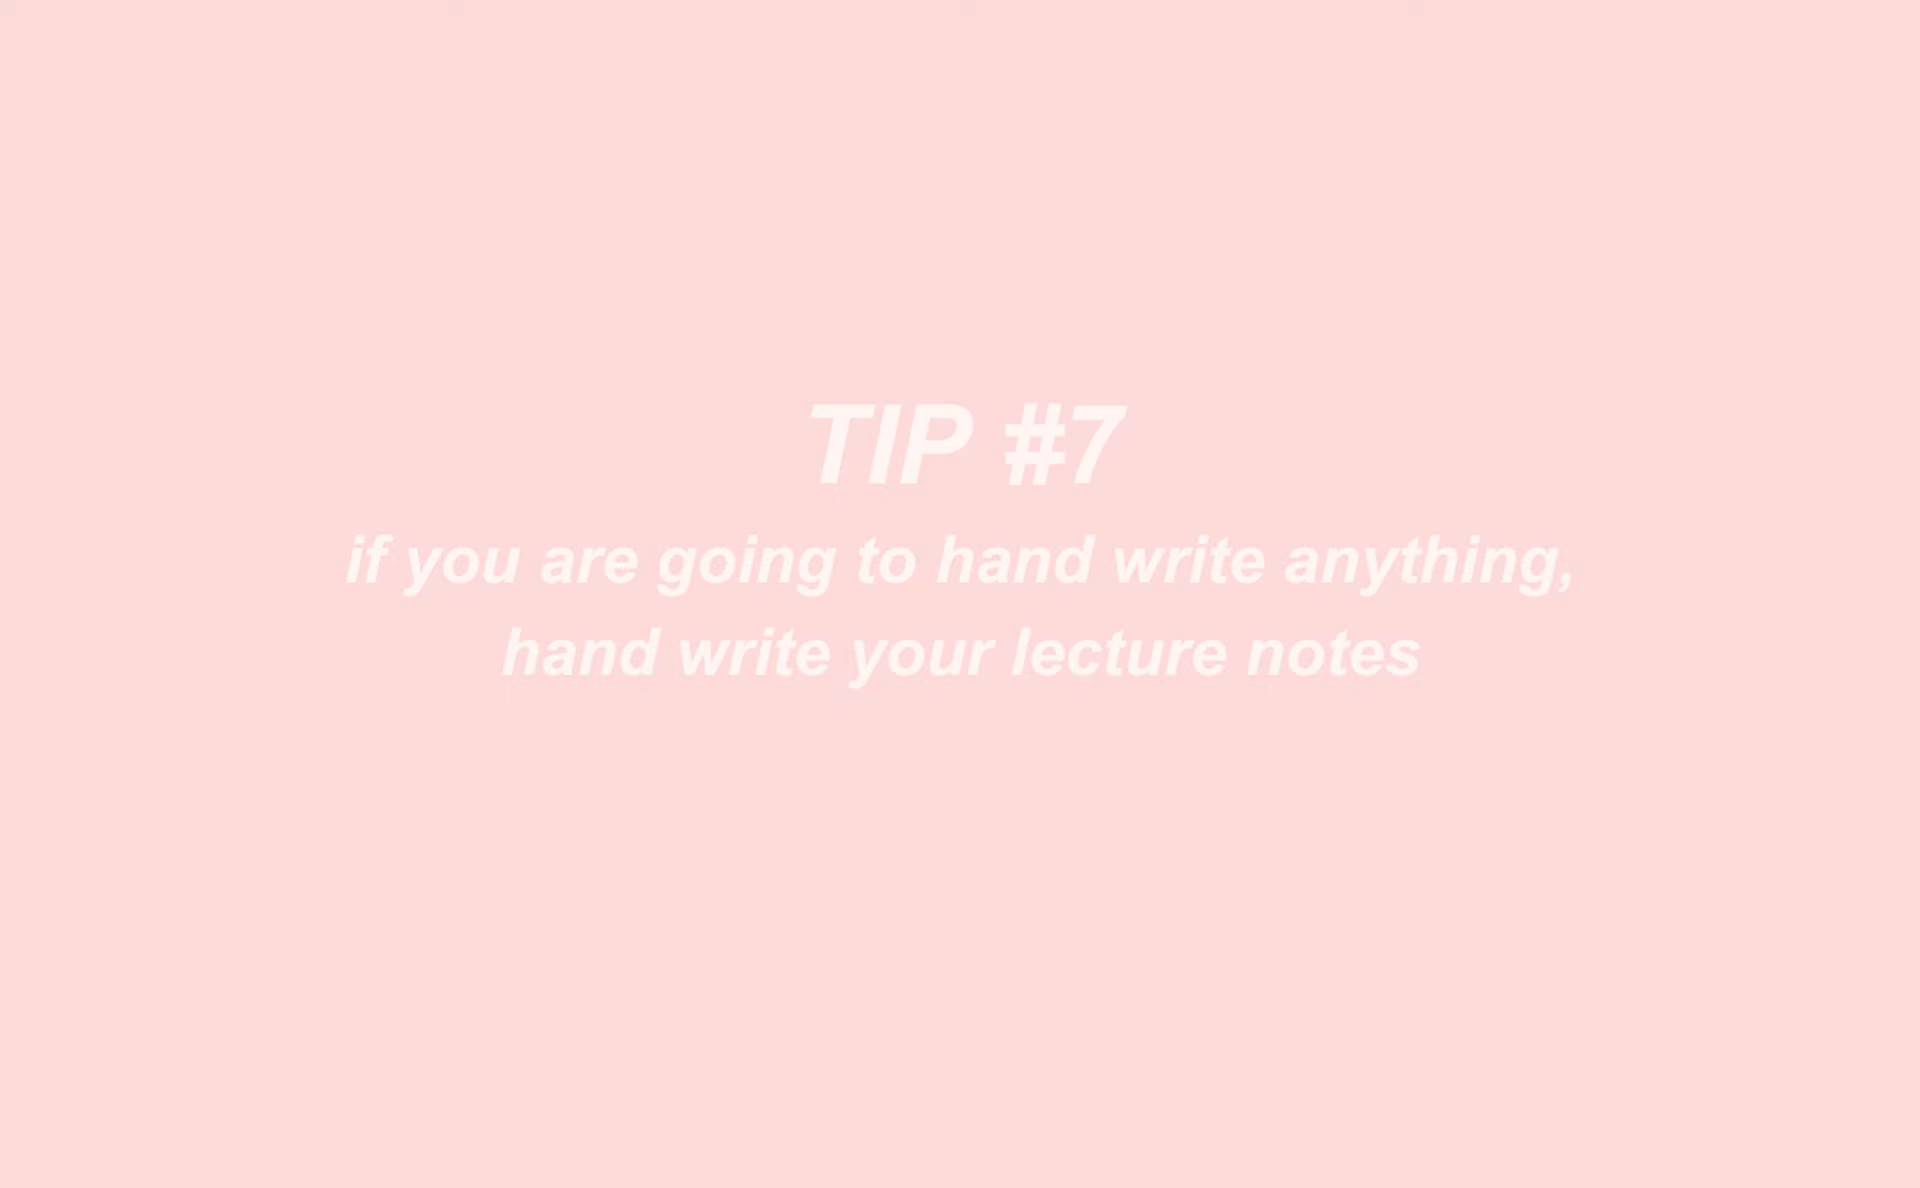 TIP #7
if you are going to hand write anything,
hand write your lecture notes